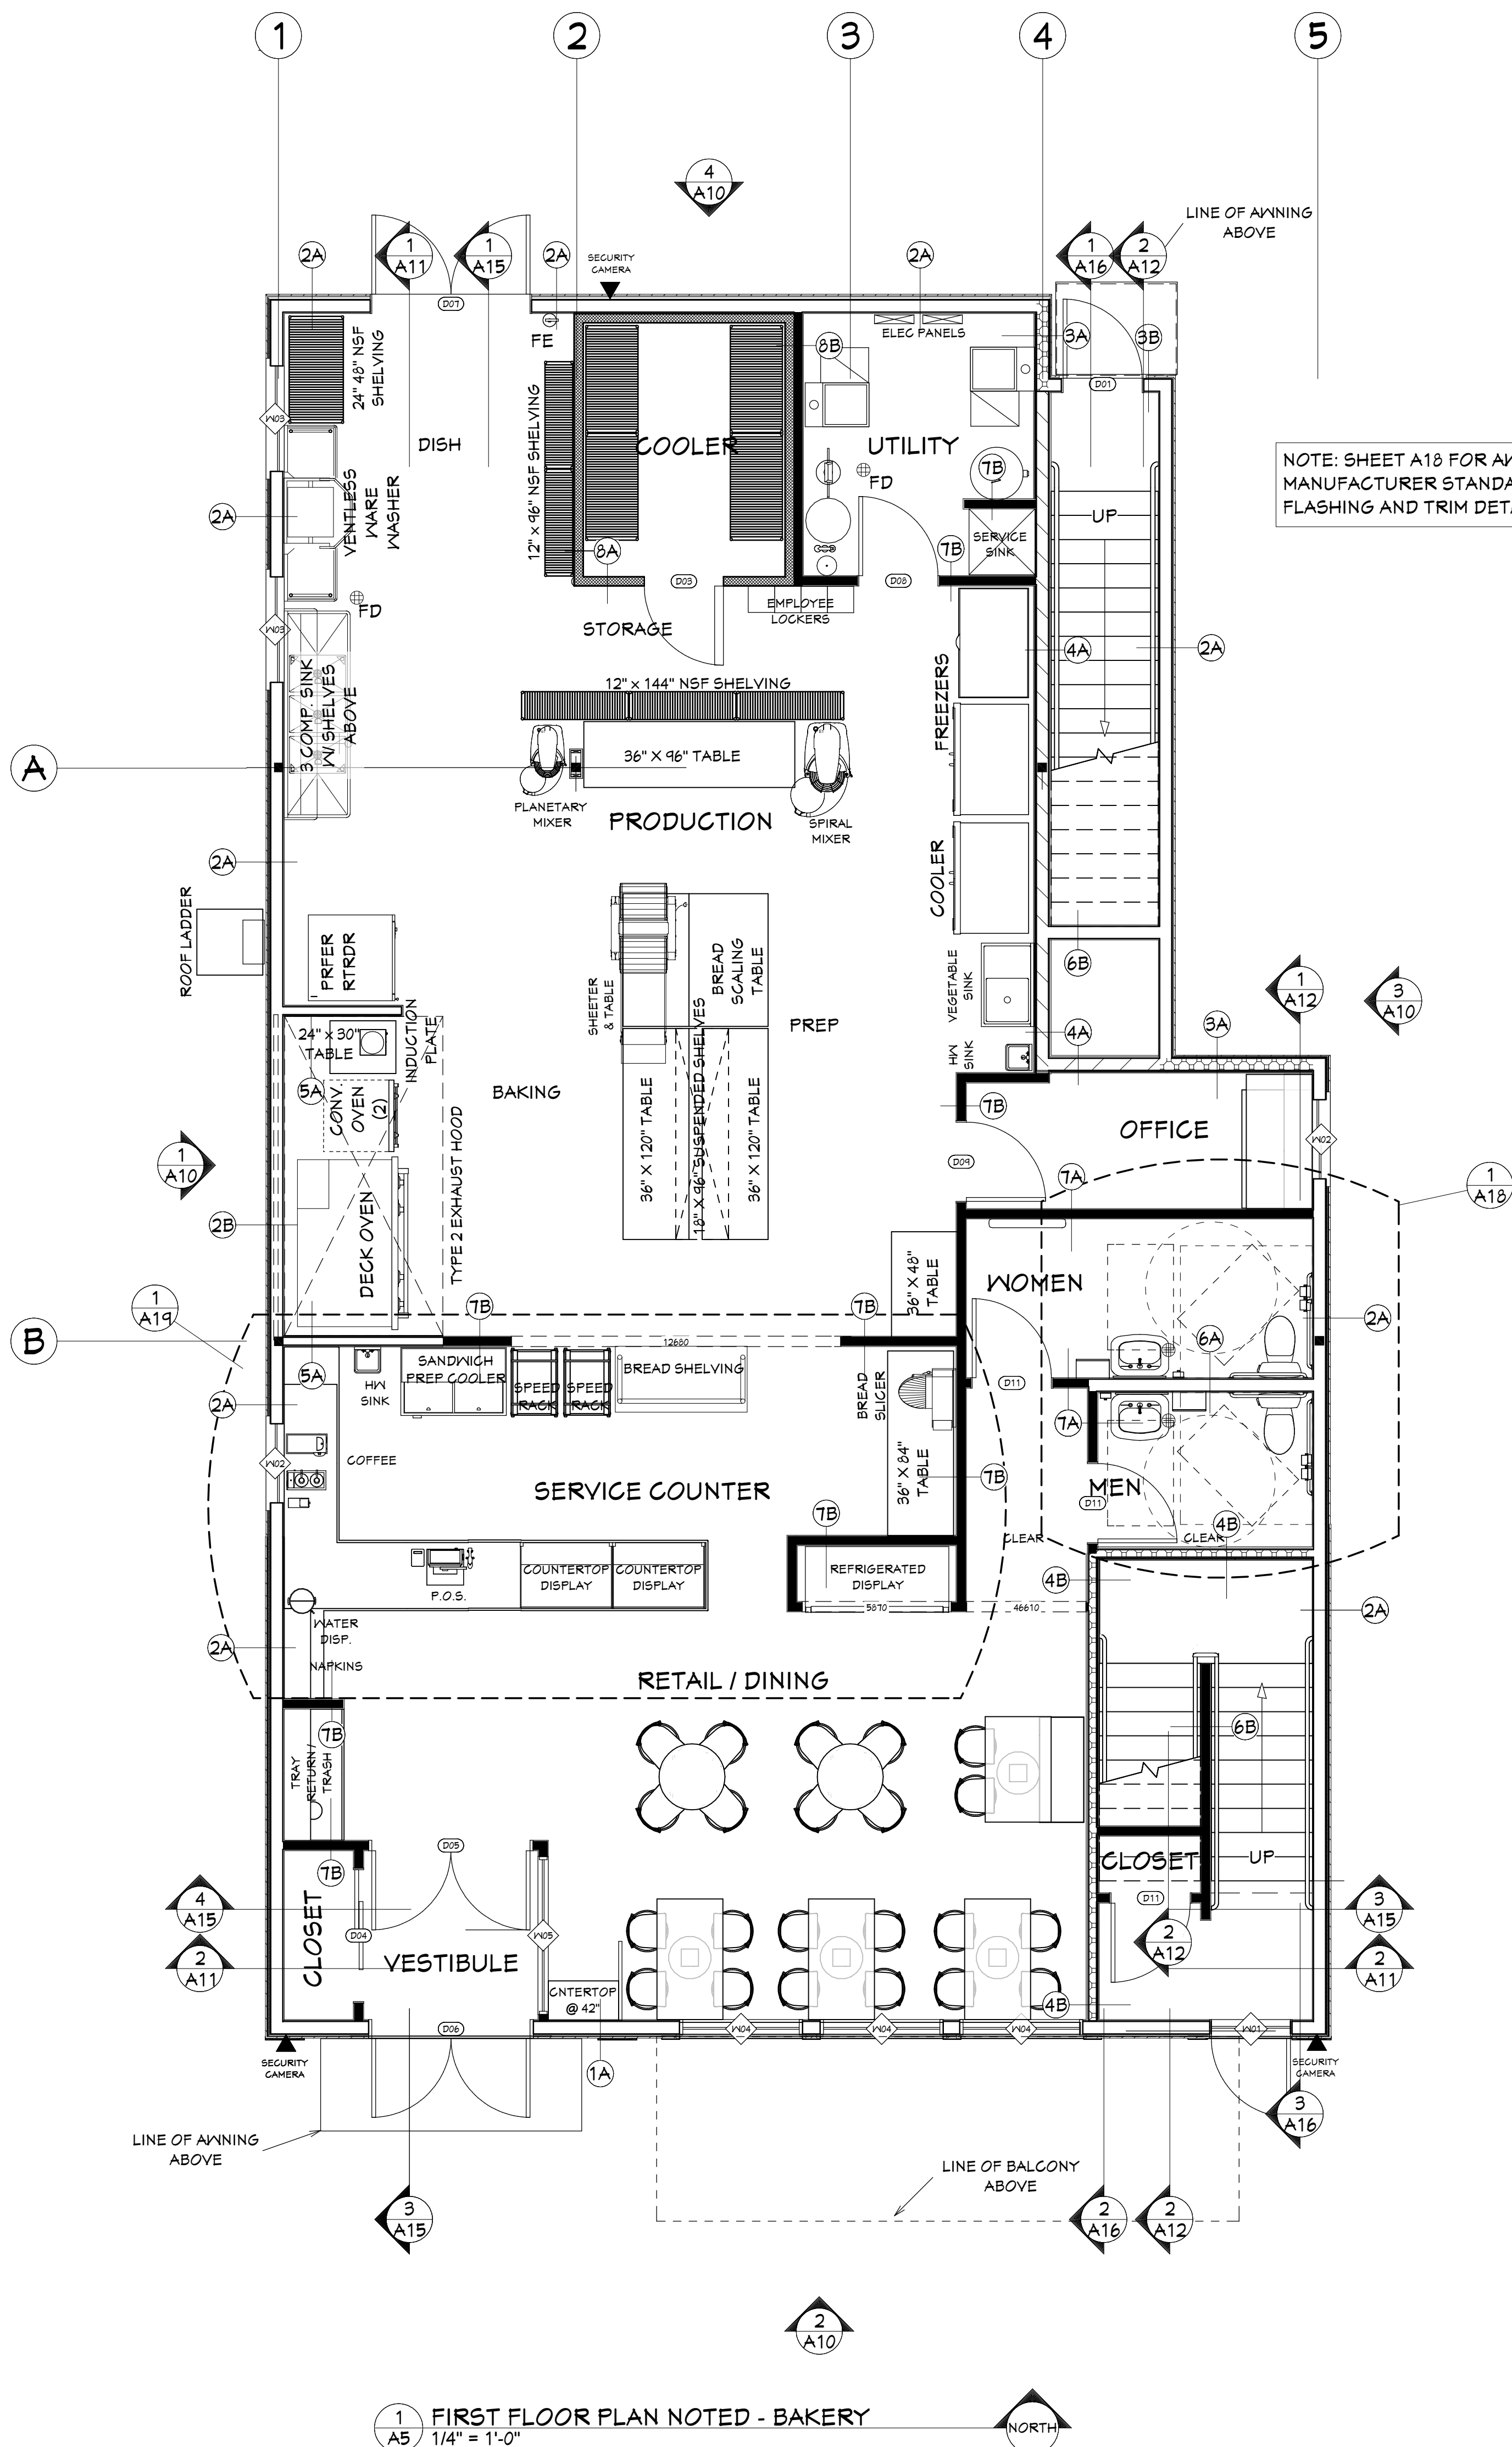 1
2
3
4
5
4
A10
LINE OF AWNING
ABOVE
2A
1
A11
1
A15
2A
SECURITY
CAMERA
2A
1
A16
2
A12
D07
FE
ELEC PANELS
3A
3B
8B
D01
24" 48" NSF
SHELVING
W03
DISH
12" x 96" NSF SHELVING
COOLER
UTILITY
7B
FD
NOTE: SHEET A18 FOR
MANUFACTURER
FLASHING AND TRIM
2A
VENTLESS
WARE
WASHER
UP
SERVICE
SINK
8A
7B
D03
D08
FD
W03
EMPLOYEE
LOCKERS
STORAGE
4A
2A
3 COMP. SINK
W/ SHELVES
ABOVE
12" x 144" NSF SHELVING
FREEZERS
A
36" X 96" TABLE
PLANETARY
MIXER
PRODUCTION
SPIRAL
MIXER
2A
COOLER
ROOF LADDER
PRFER
RTRDR
SHEETER
& TABLE
BREAD
SCALING
TABLE
VEGETABLE
SINK
6B
1
A12
3
A10
24" x 30"
TABLE
INDUCTION
PLATE
PREP
HW
SINK
4A
3A
5A
CONV.
OVEN
(2)
BAKING
7B
OFFICE
W02
36" X 120" TABLE
18" X 96" SUSPENDED SHELVES
36" X 120" TABLE
D09
1
A10
7A
1
A18
2B
DECK OVEN
TYPE 2 EXHAUST HOOD
36" X 48"
TABLE
WOMEN
1
A19
7B
7B
2A
B
12680
6A
5A
HW
SINK
SANDWICH
PREP COOLER
SPEED
RACK
SPEED
RACK
BREAD SHELVING
BREAD
SLICER
D11
2A
7A
W02
COFFEE
SERVICE COUNTER
36" X 84"
TABLE
7B
MEN
D11
7B
4B
CLEAR
CLEAR
P.O.S.
COUNTERTOP
DISPLAY
COUNTERTOP
DISPLAY
REFRIGERATED
DISPLAY
4B
5870
46610
2A
WATER
DISP.
2A
NAPKINS
RETAIL / DINING
7B
6B
TRAY
RETURN /
TRASH
D05
7B
CLOSET
UP
4
A15
CLOSET
D04
W05
D11
3
A15
2
A12
2
A11
VESTIBULE
2
A11
CNTERTOP
@ 42"
4B
D06
W04
W04
W04
W01
SECURITY
CAMERA
1A
SECURITY
CAMERA
3
A16
LINE OF AWNING
ABOVE
LINE OF BALCONY
ABOVE
3
A15
2
A16
2
A12
2
A10
1
A5
FIRST FLOOR PLAN NOTED - BAKERY
1/4" = 1'-0"
NORTH